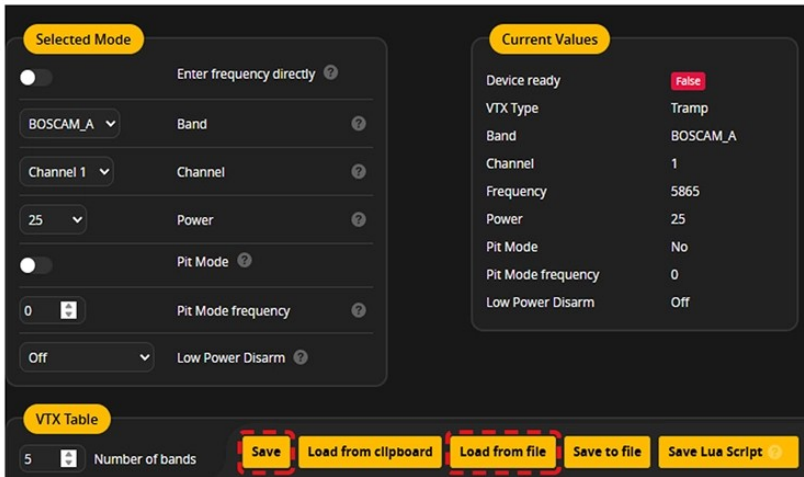 Selected Mode
Enter frequency directly
BOSCAM_A Band
Channel 1 Channel
25 Power
Pit Mode
0 Pit Mode frequency
Off Low Power Disarm
Current Values
Device ready False
VTX Type Tramp
Band BOSCAM_A
Channel 1
Frequency 5865
Power 25
Pit Mode No
Pit Mode frequency 0
Low Power Disarm Off
VTX Table
5 Number of bands
Save Load from clipboard Load from file Save to file Save Lua Script